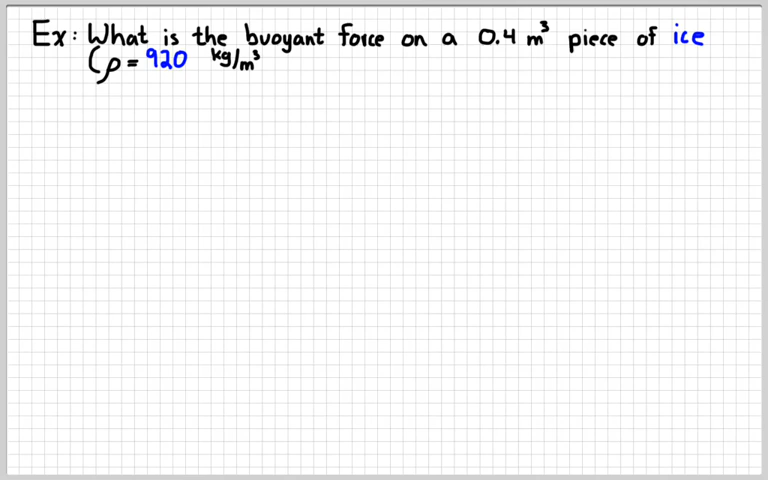 Ex: What is the buoyant force on a 0.4 m³ piece of ice
(ρ = 920 kg/m³